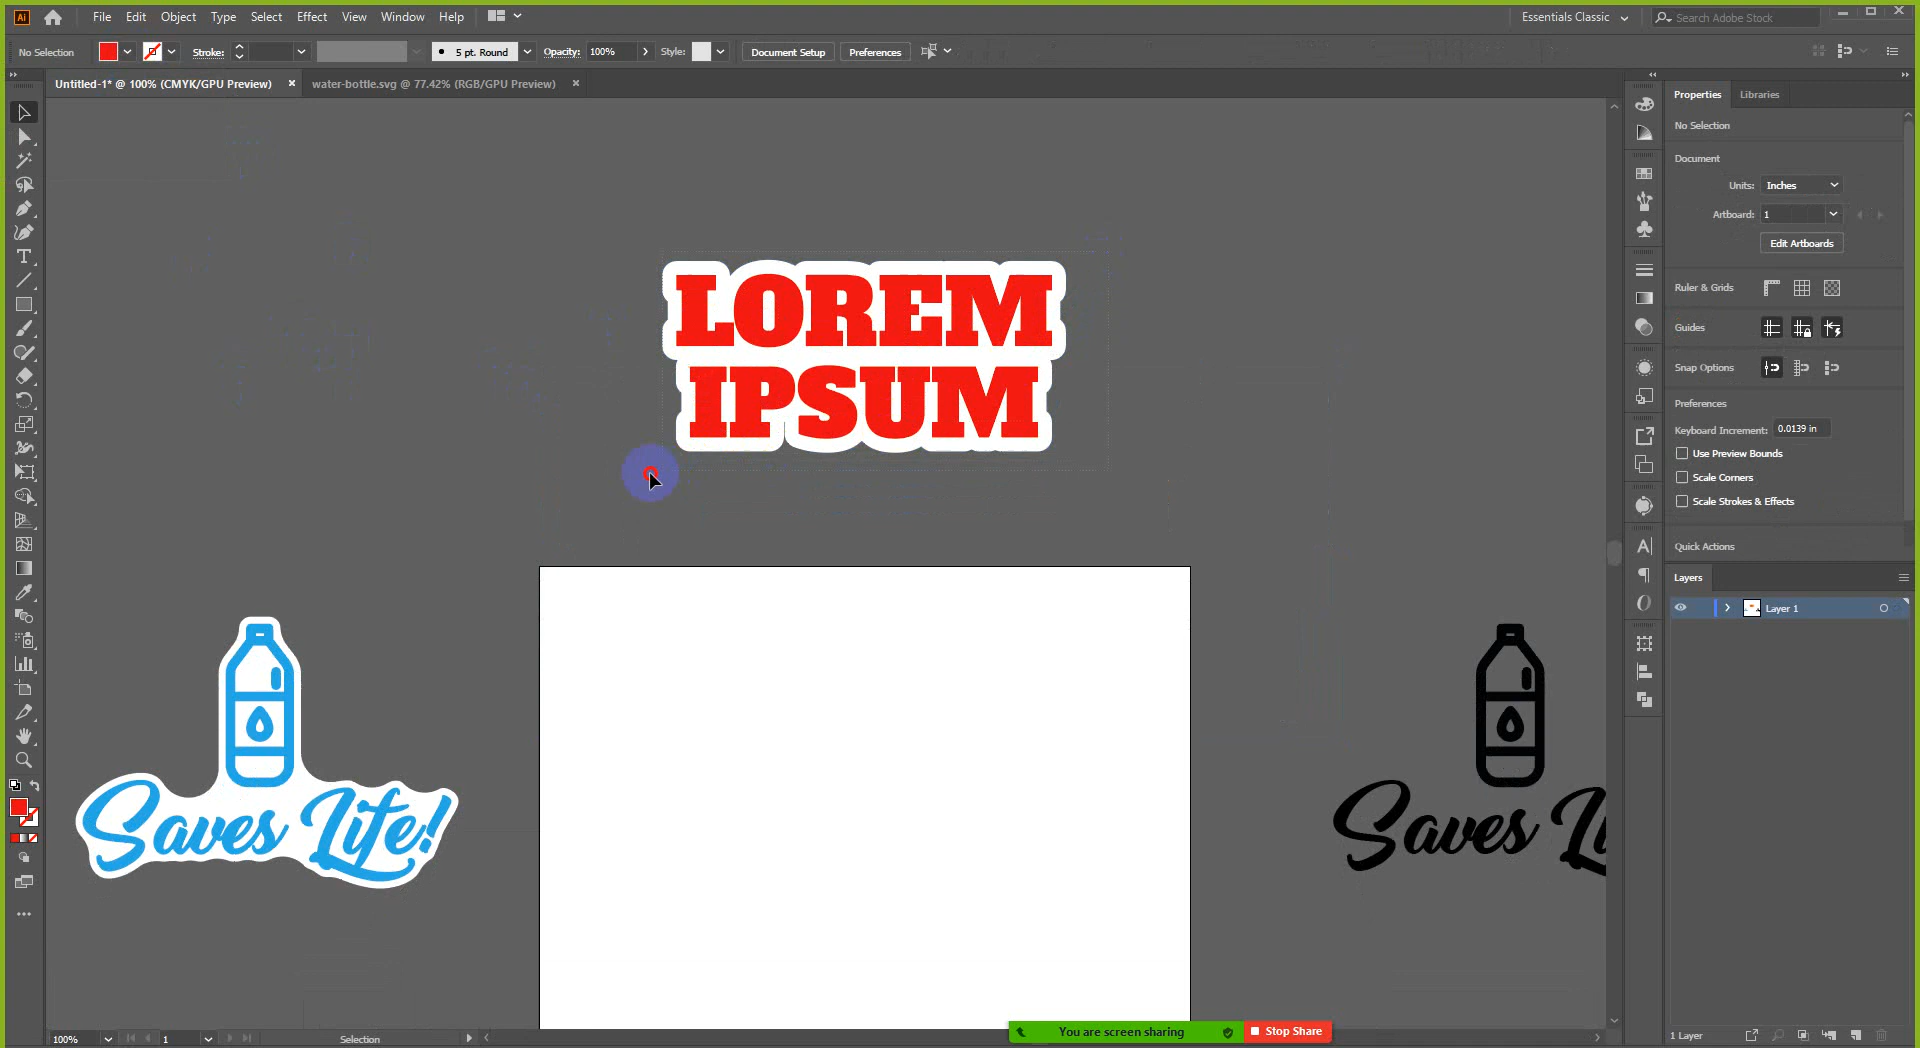 Ai File Edit Object Type Select Effect View Window Help Essentials Classic Search Adobe Stock
No Selection Stroke: 5 pt. Round Opacity: 100% Style: Document Setup Preferences
Untitled-1* @ 100% (CMYK/GPU Preview) × water-bottle.svg @ 77.42% (RGB/GPU Preview) ×
Properties Libraries
No Selection
Document
Units: Inches
Artboard: 1
Edit Artboards
Ruler & Grids
Guides
Snap Options
Preferences
Keyboard Increment: 0.0139 in
Use Preview Bounds
Scale Corners
Scale Strokes & Effects
Quick Actions
Layers
Layer 1
LOREM
IPSUM
Saves Life!
Saves Li
100% 1 Selection
You are screen sharing Stop Share
1 Layer